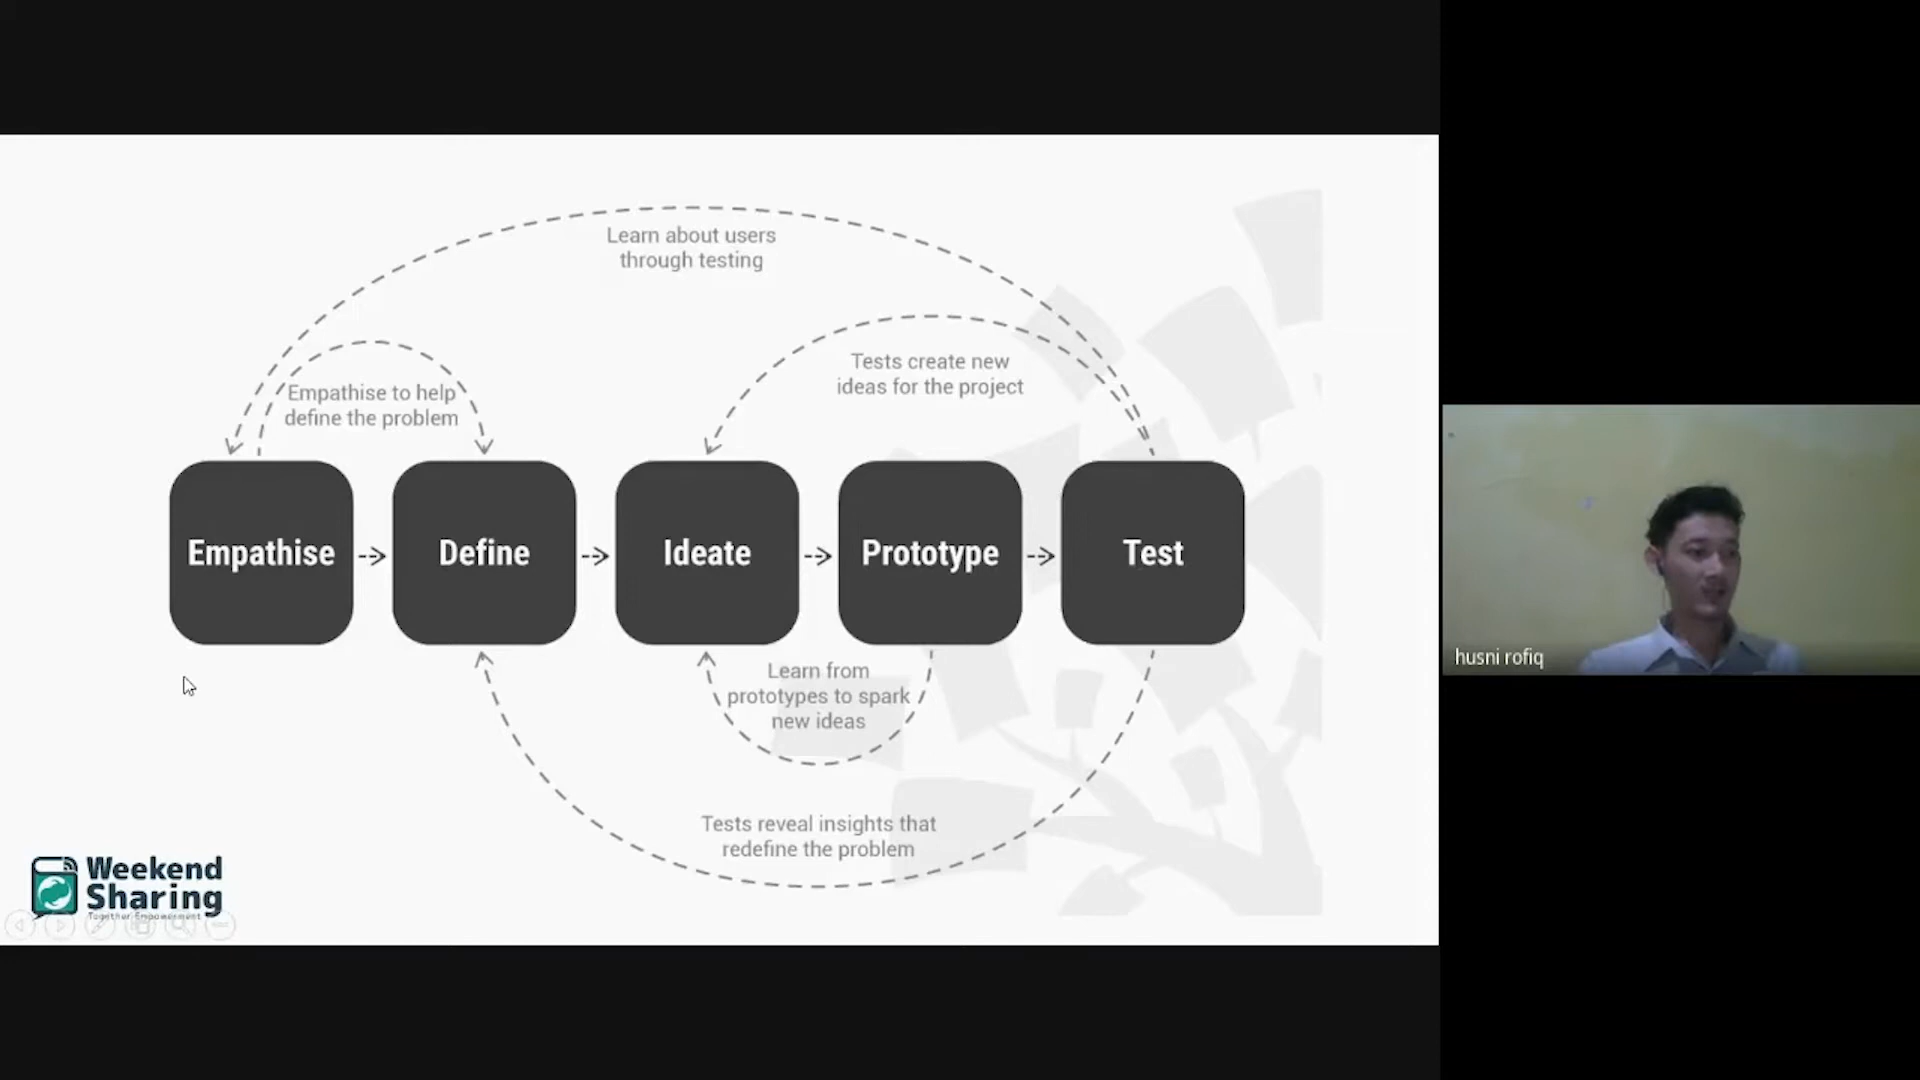 Learn about users
through testing
Tests create new
ideas for the project
Empathise to help
define the problem
Empathise
Define
Ideate
Prototype
Test
Learn from
prototypes to spark
new ideas
Tests reveal insights that
redefine the problem
Weekend
Sharing
Together Empowerment
husni rofiq